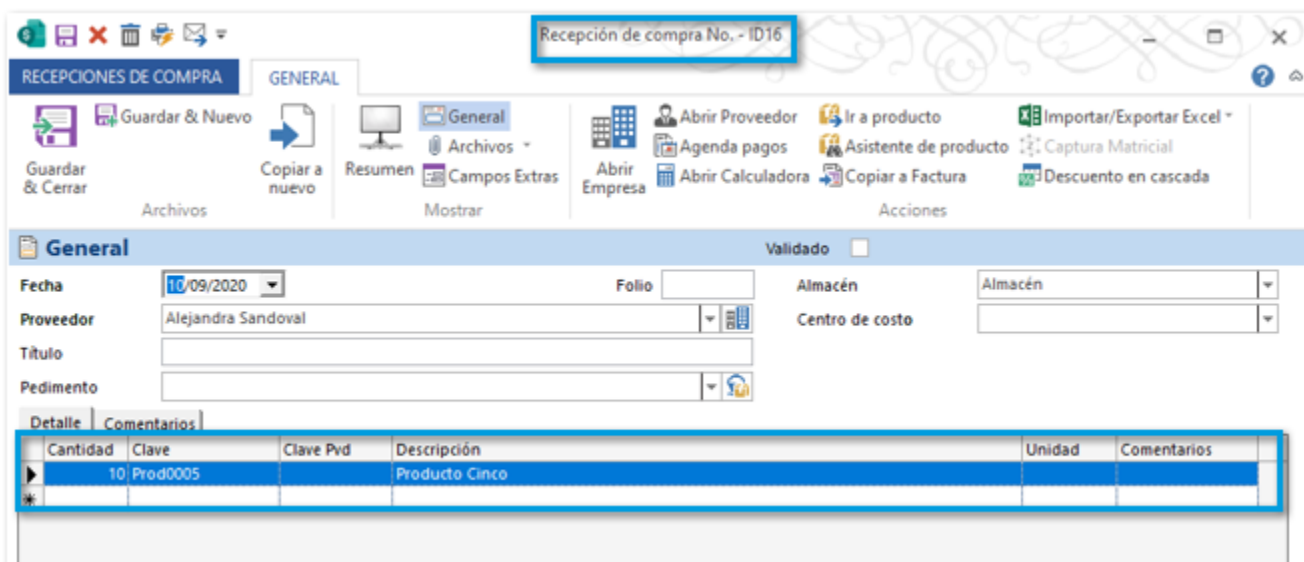 Recepción de compra No. - ID16
RECEPCIONES DE COMPRA GENERAL
Guardar & Cerrar
Guardar & Nuevo
Copiar a nuevo
Archivos
Resumen
General
Archivos
Campos Extras
Mostrar
Abrir Empresa
Abrir Proveedor
Agenda pagos
Abrir Calculadora
Ir a producto
Asistente de producto
Copiar a Factura
Importar/Exportar Excel
Captura Matricial
Descuento en cascada
Acciones
General Validado
Fecha 10/09/2020 Folio Almacén Almacén
Proveedor Alejandra Sandoval Centro de costo
Título
Pedimento
Detalle Comentarios
Cantidad Clave Clave Pvd Descripción Unidad Comentarios
10 Prod0005 Producto Cinco